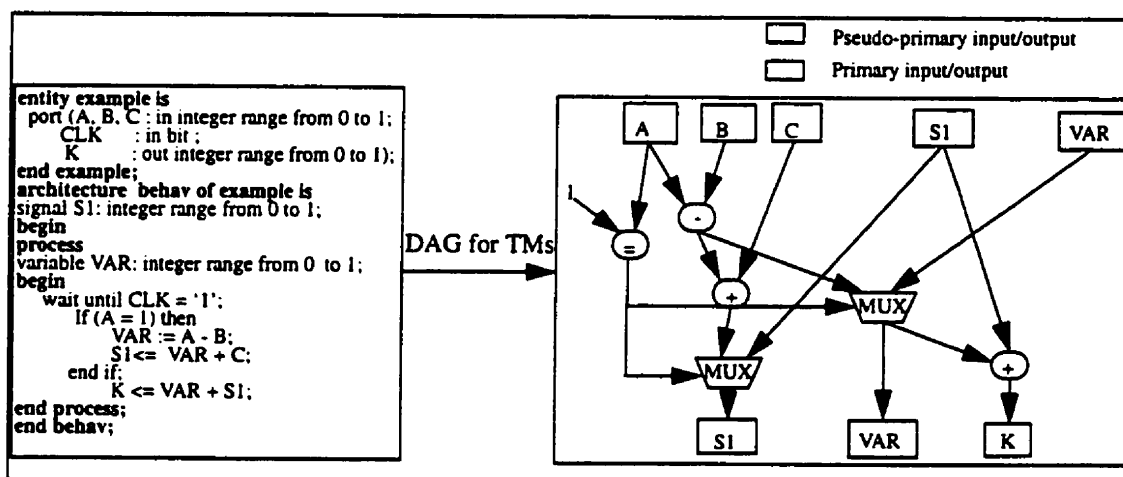 Pseudo-primary input/output
Primary input/output
entity example is
port (A, B, C : in integer range from 0 to 1;
CLK : in bit ;
K : out integer range from 0 to 1);
end example;
architecture behav of example is
signal S1: integer range from 0 to 1;
begin
process
variable VAR: integer range from 0 to 1;
begin
wait until CLK = ‘1’;
If (A = 1) then
VAR := A - B;
S1<= VAR + C;
end if;
K <= VAR + S1;
end process;
end behav;
DAG for TMs
A
B
C
S1
VAR
1
-
=
+
MUX
MUX
+
S1
VAR
K